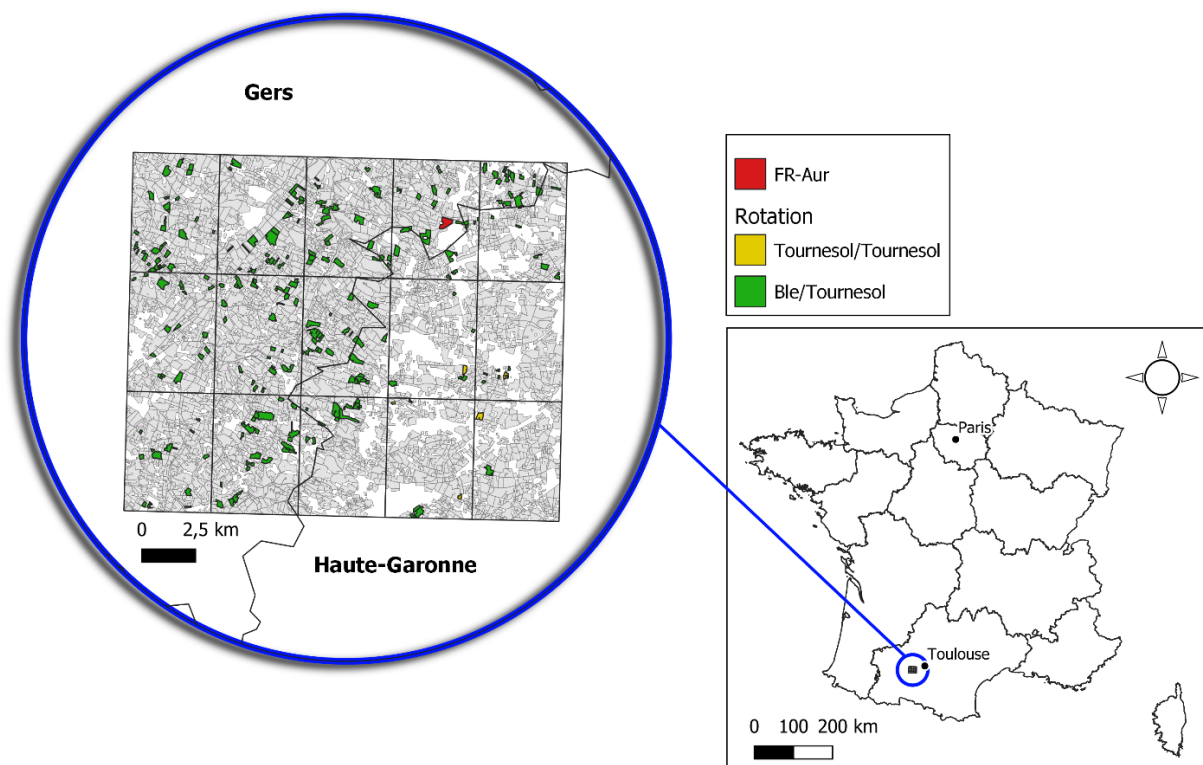 Gers
0 2,5 km
Haute-Garonne
FR-Aur
Rotation
Tournesol/Tournesol
Ble/Tournesol
Paris
Toulouse
0 100 200 km